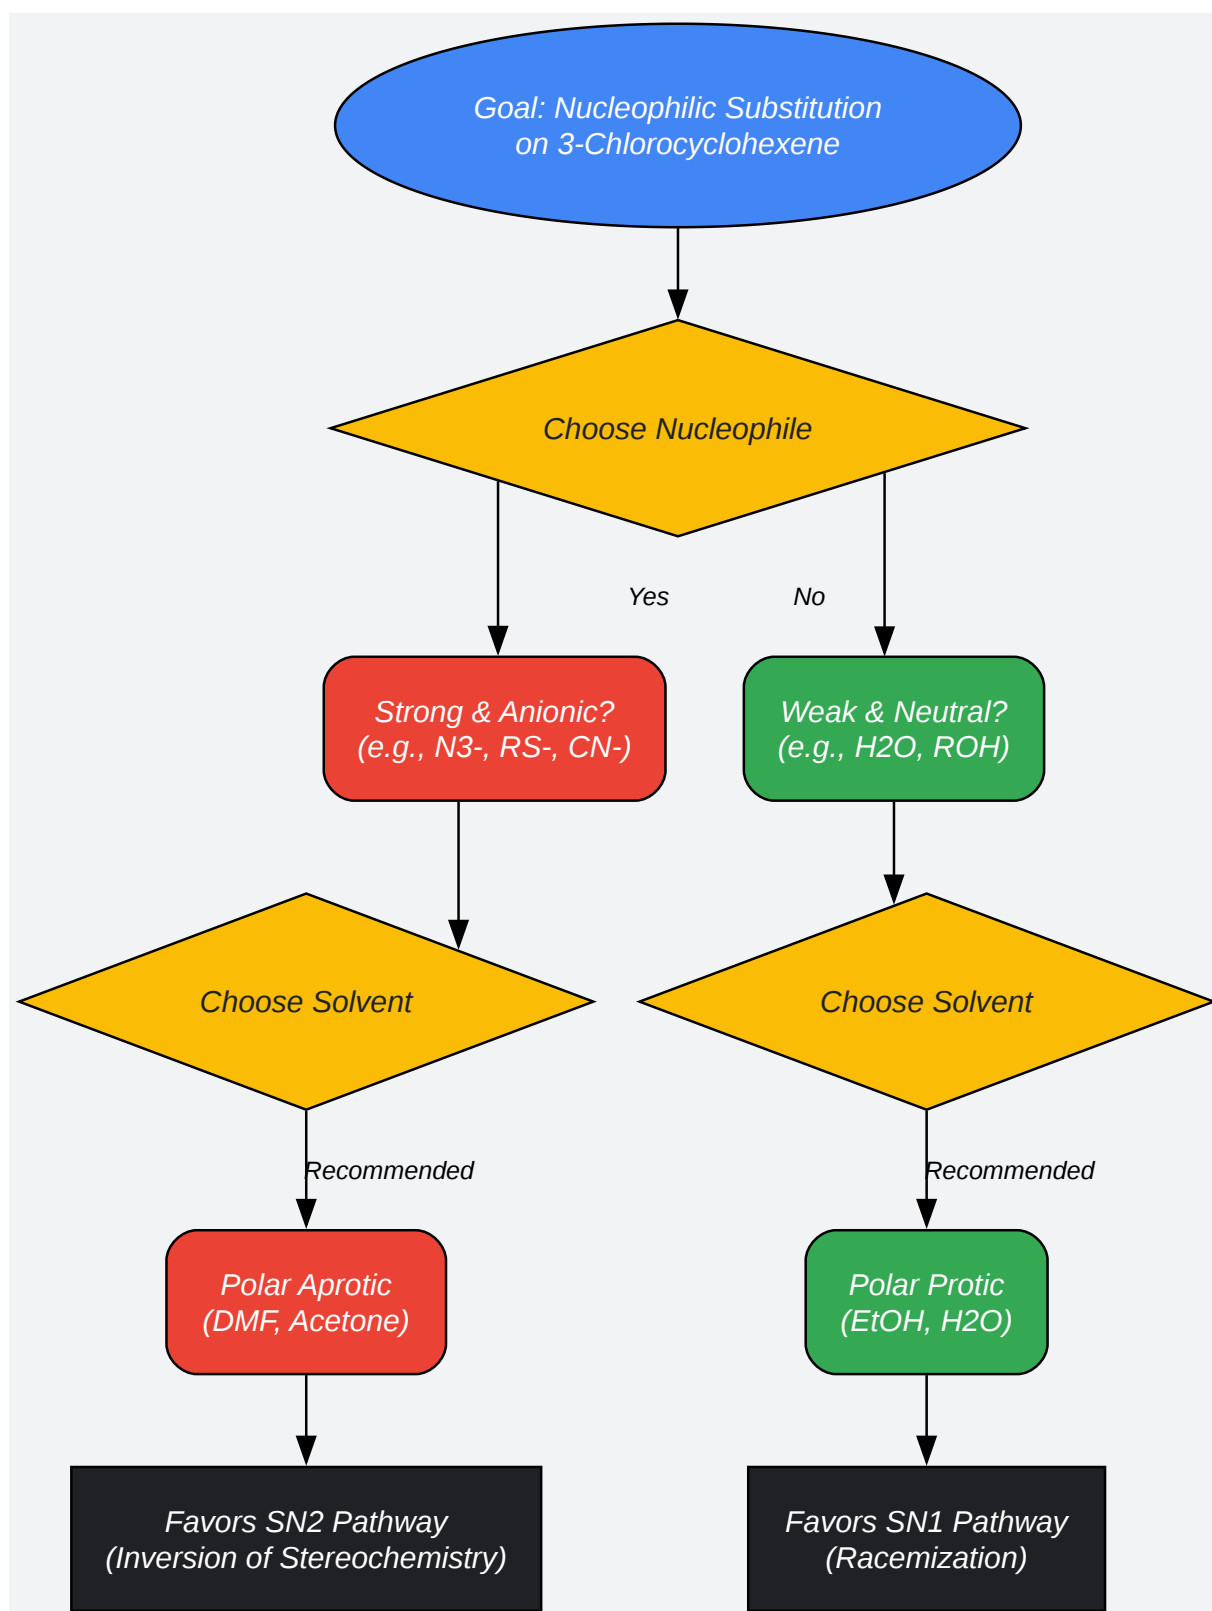 Goal: Nucleophilic Substitution
on 3-Chlorocyclohexene
Choose Nucleophile
Yes
No
Strong & Anionic?
(e.g., N3-, RS-, CN-)
Weak & Neutral?
(e.g., H2O, ROH)
Choose Solvent
Choose Solvent
Recommended
Recommended
Polar Aprotic
(DMF, Acetone)
Polar Protic
(EtOH, H2O)
Favors SN2 Pathway
(Inversion of Stereochemistry)
Favors SN1 Pathway
(Racemization)